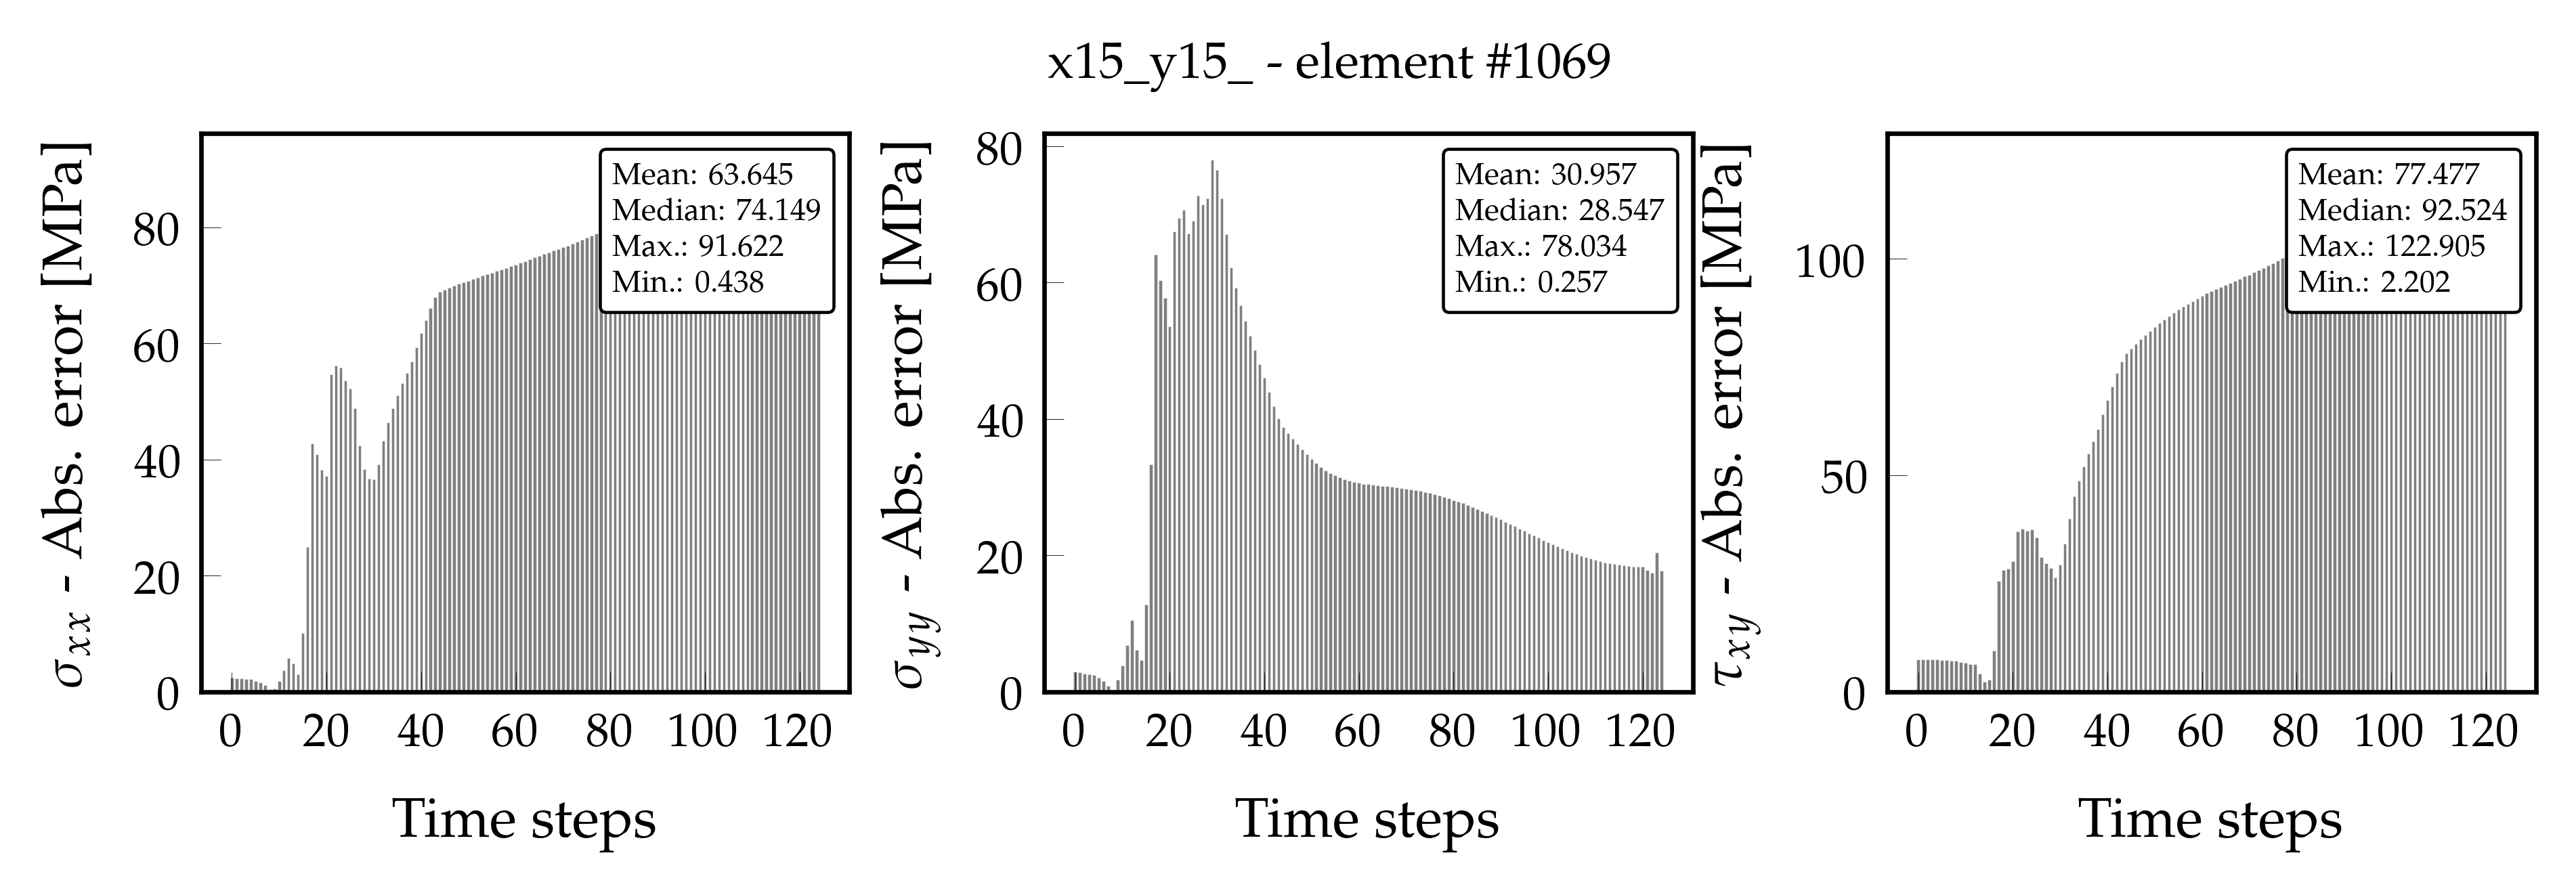 x15_y15_ - element #1069
σxx - Abs. error [MPa]
80
60
40
20
0
Mean: 63.645
Median: 74.149
Max.: 91.622
Min.: 0.438
0 20 40 60 80 100 120
Time steps
σyy - Abs. error [MPa]
80
60
40
20
0
Mean: 30.957
Median: 28.547
Max.: 78.034
Min.: 0.257
0 20 40 60 80 100 120
Time steps
τxy - Abs. error [MPa]
100
50
0
Mean: 77.477
Median: 92.524
Max.: 122.905
Min.: 2.202
0 20 40 60 80 100 120
Time steps